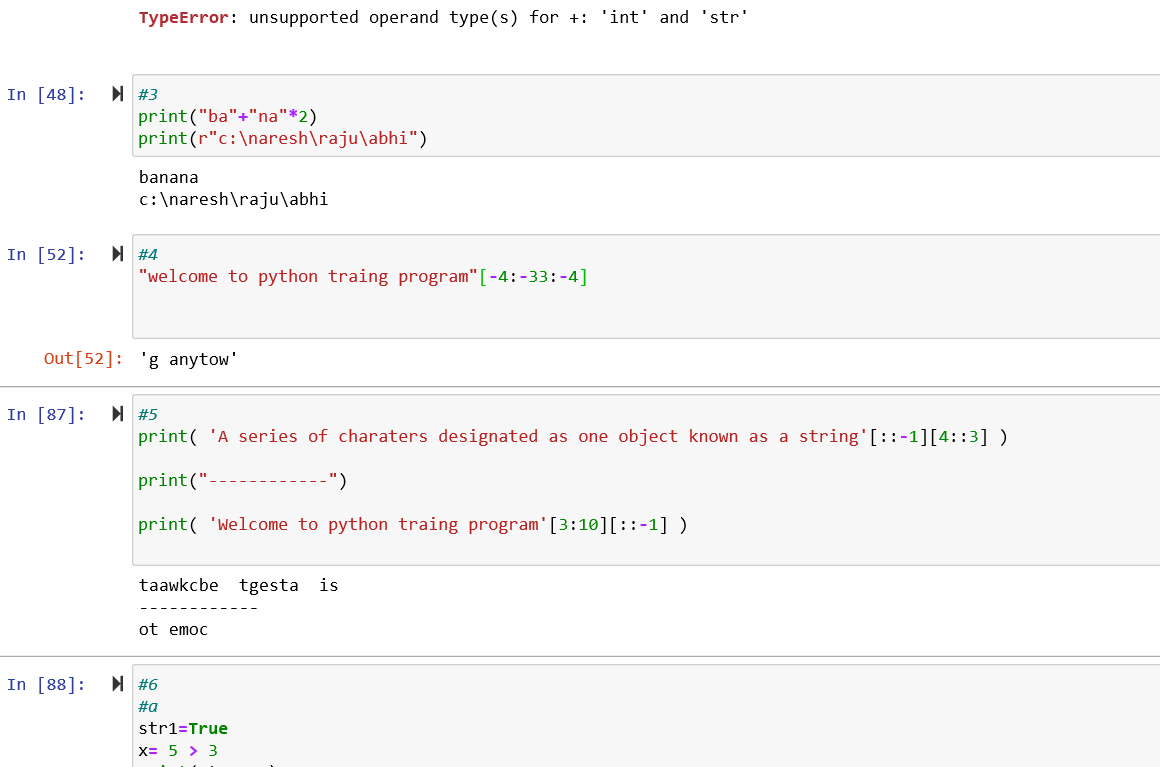 TypeError: unsupported operand type(s) for +: 'int' and 'str'
In [48]:
#3
print("ba"+"na"*2)
print(r"c:\naresh\raju\abhi")
banana
c:\naresh\raju\abhi
In [52]:
#4
"welcome to python traing program"[-4:-33:-4]
Out[52]: 'g anytow'
In [87]:
#5
print( 'A series of charaters designated as one object known as a string'[::-1][4::3] )
print("------------")
print( 'Welcome to python traing program'[3:10][::-1] )
taawkcbe  tgesta  is
------------
ot emoc
In [88]:
#6
#a
str1=True
x= 5 > 3